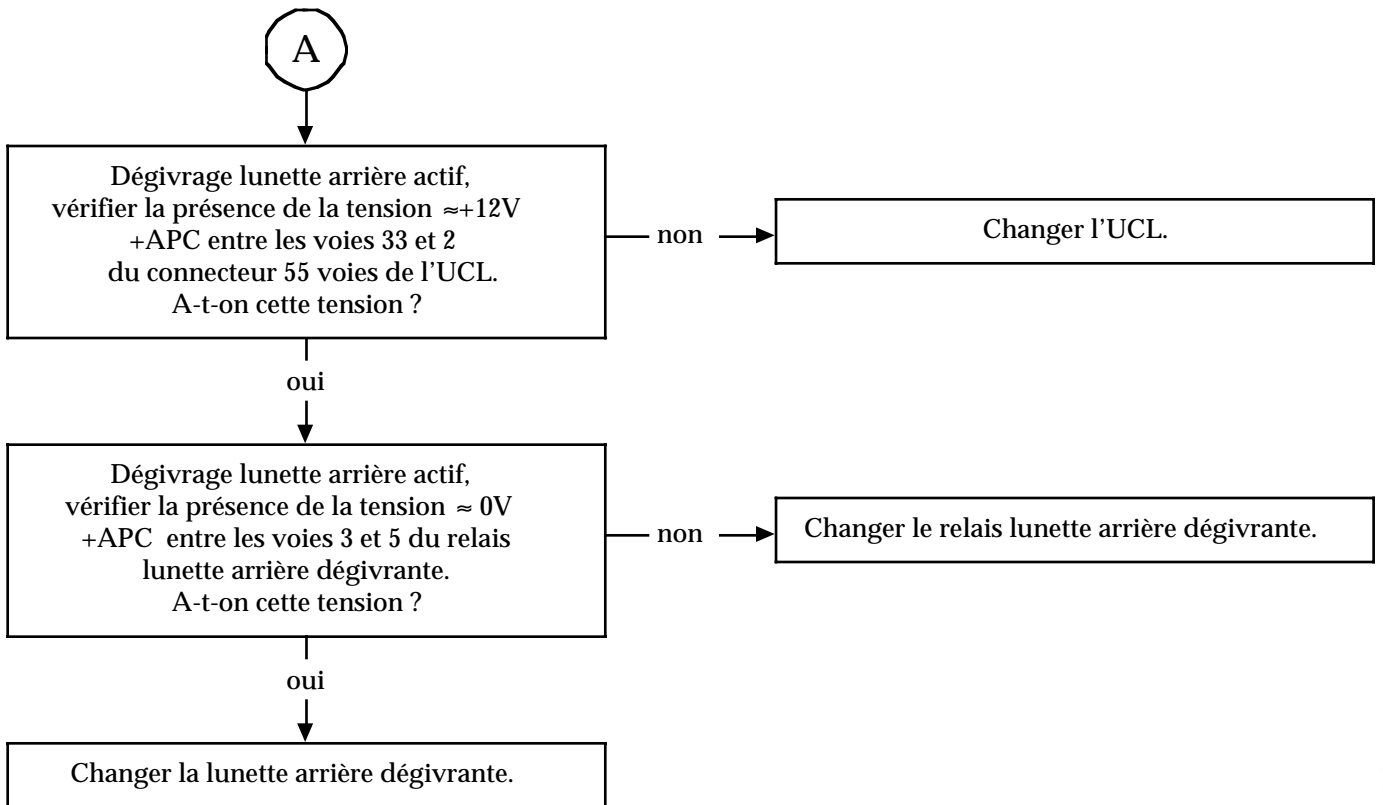 A
Dégivrage lunette arrière actif,
vérifier la présence de la tension ≈+12V
+APC entre les voies 33 et 2
du connecteur 55 voies de l'UCL.
A-t-on cette tension ?
non
Changer l'UCL.
oui
Dégivrage lunette arrière actif,
vérifier la présence de la tension ≈ 0V
+APC entre les voies 3 et 5 du relais
lunette arrière dégivrante.
A-t-on cette tension ?
non
Changer le relais lunette arrière dégivrante.
oui
Changer la lunette arrière dégivrante.